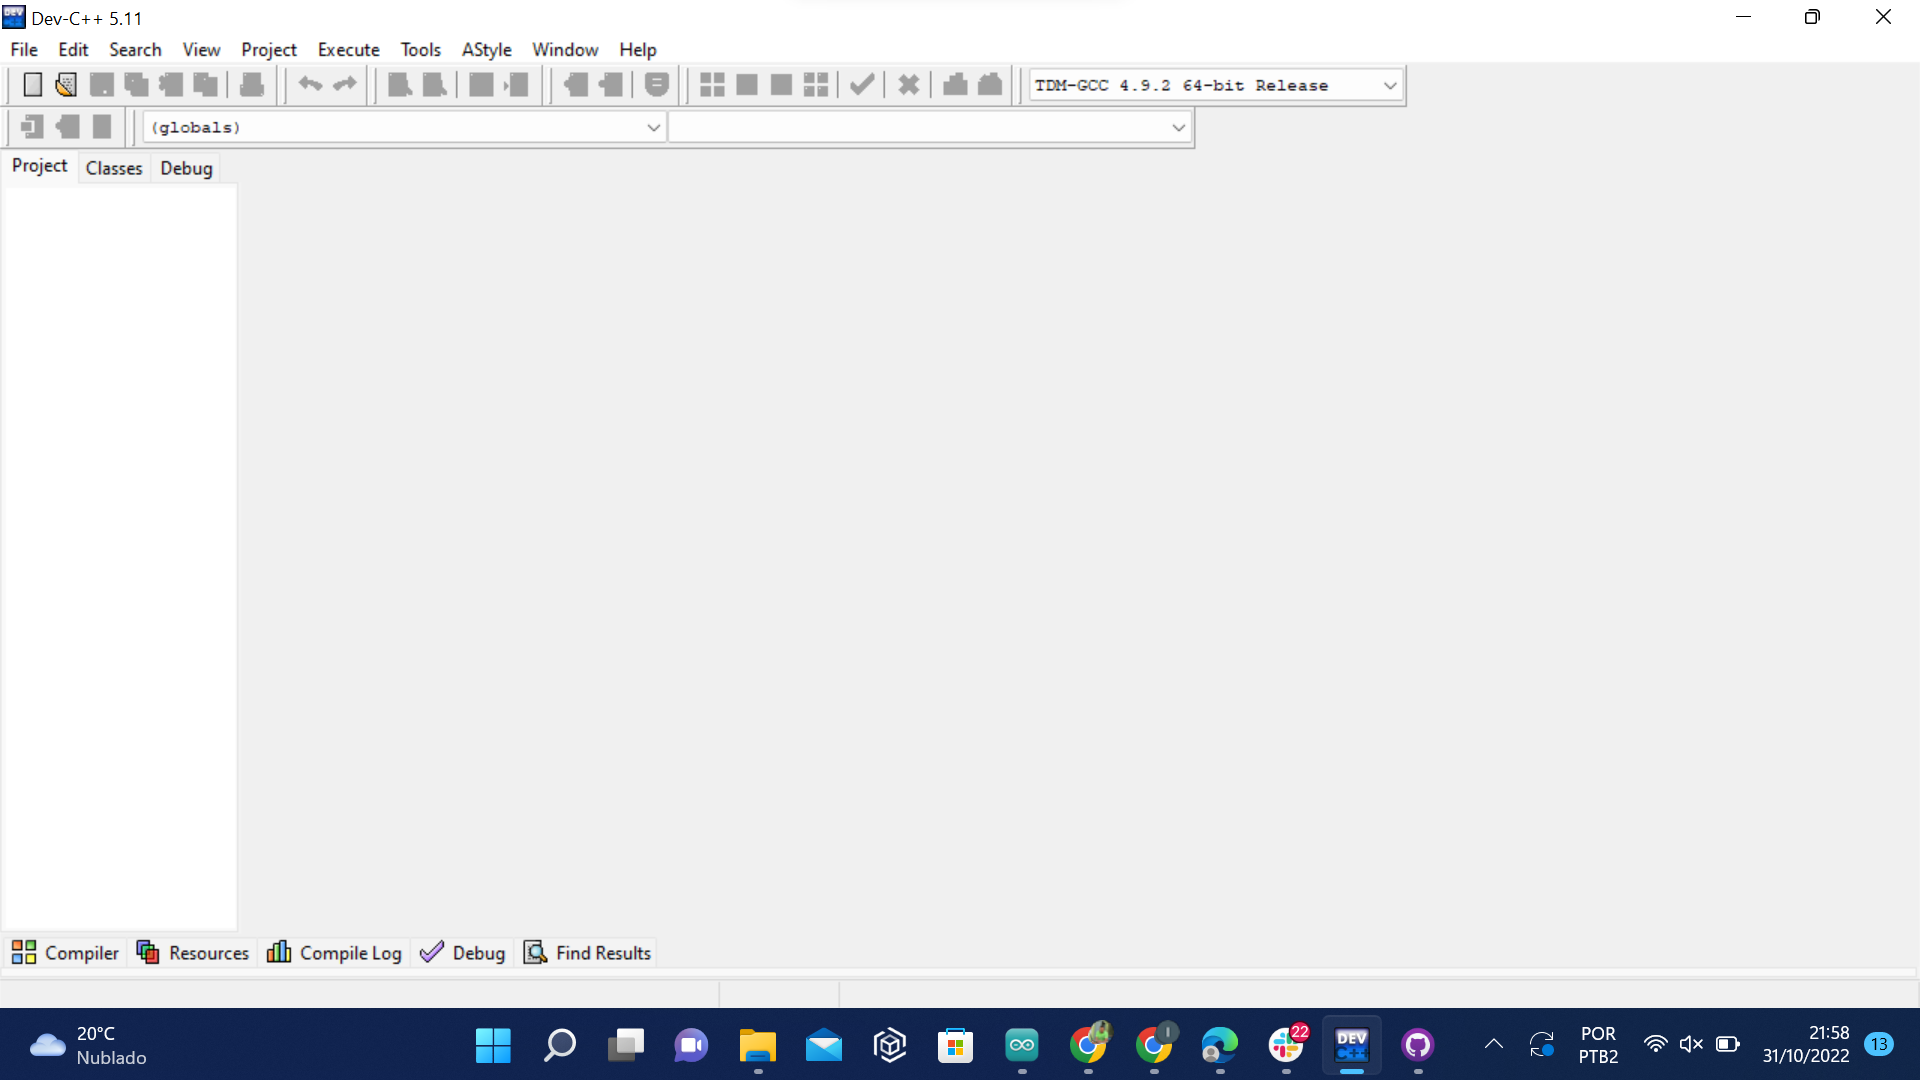 Dev-C++ 5.11
File Edit Search View Project Execute Tools AStyle Window Help
TDM-GCC 4.9.2 64-bit Release
(globals)
Project Classes Debug
Compiler Resources Compile Log Debug Find Results
20°C
Nublado
22
DEV
C++
POR
PTB2
21:58
31/10/2022
13